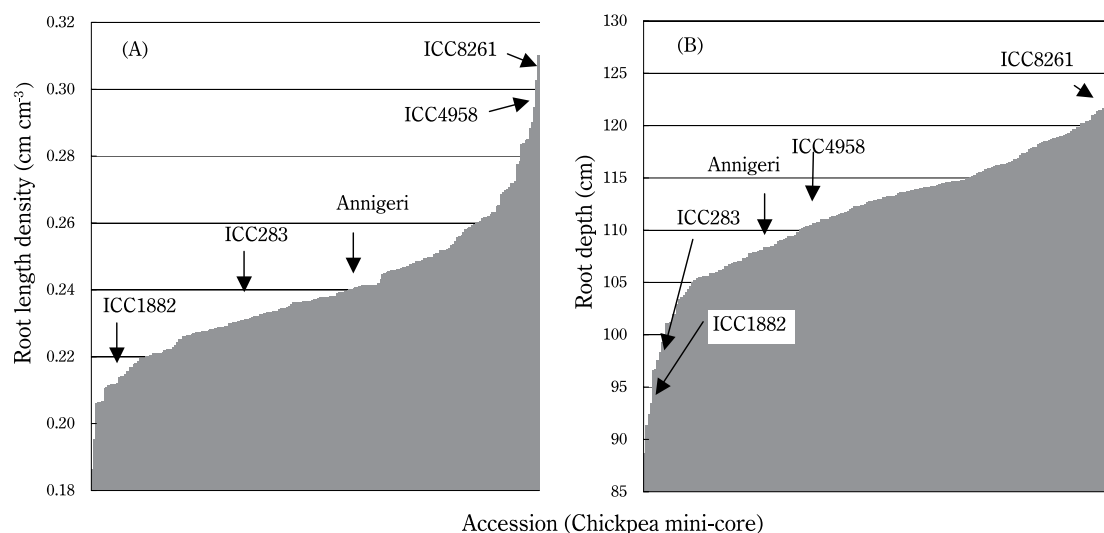 (A)
Root length density (cm cm⁻³)
0.32
0.30
0.28
0.26
0.24
0.22
0.20
0.18
ICC8261
ICC4958
Annigeri
ICC283
ICC1882
(B)
Root depth (cm)
130
125
120
115
110
105
100
95
90
85
ICC8261
ICC4958
Annigeri
ICC283
ICC1882
Accession (Chickpea mini-core)